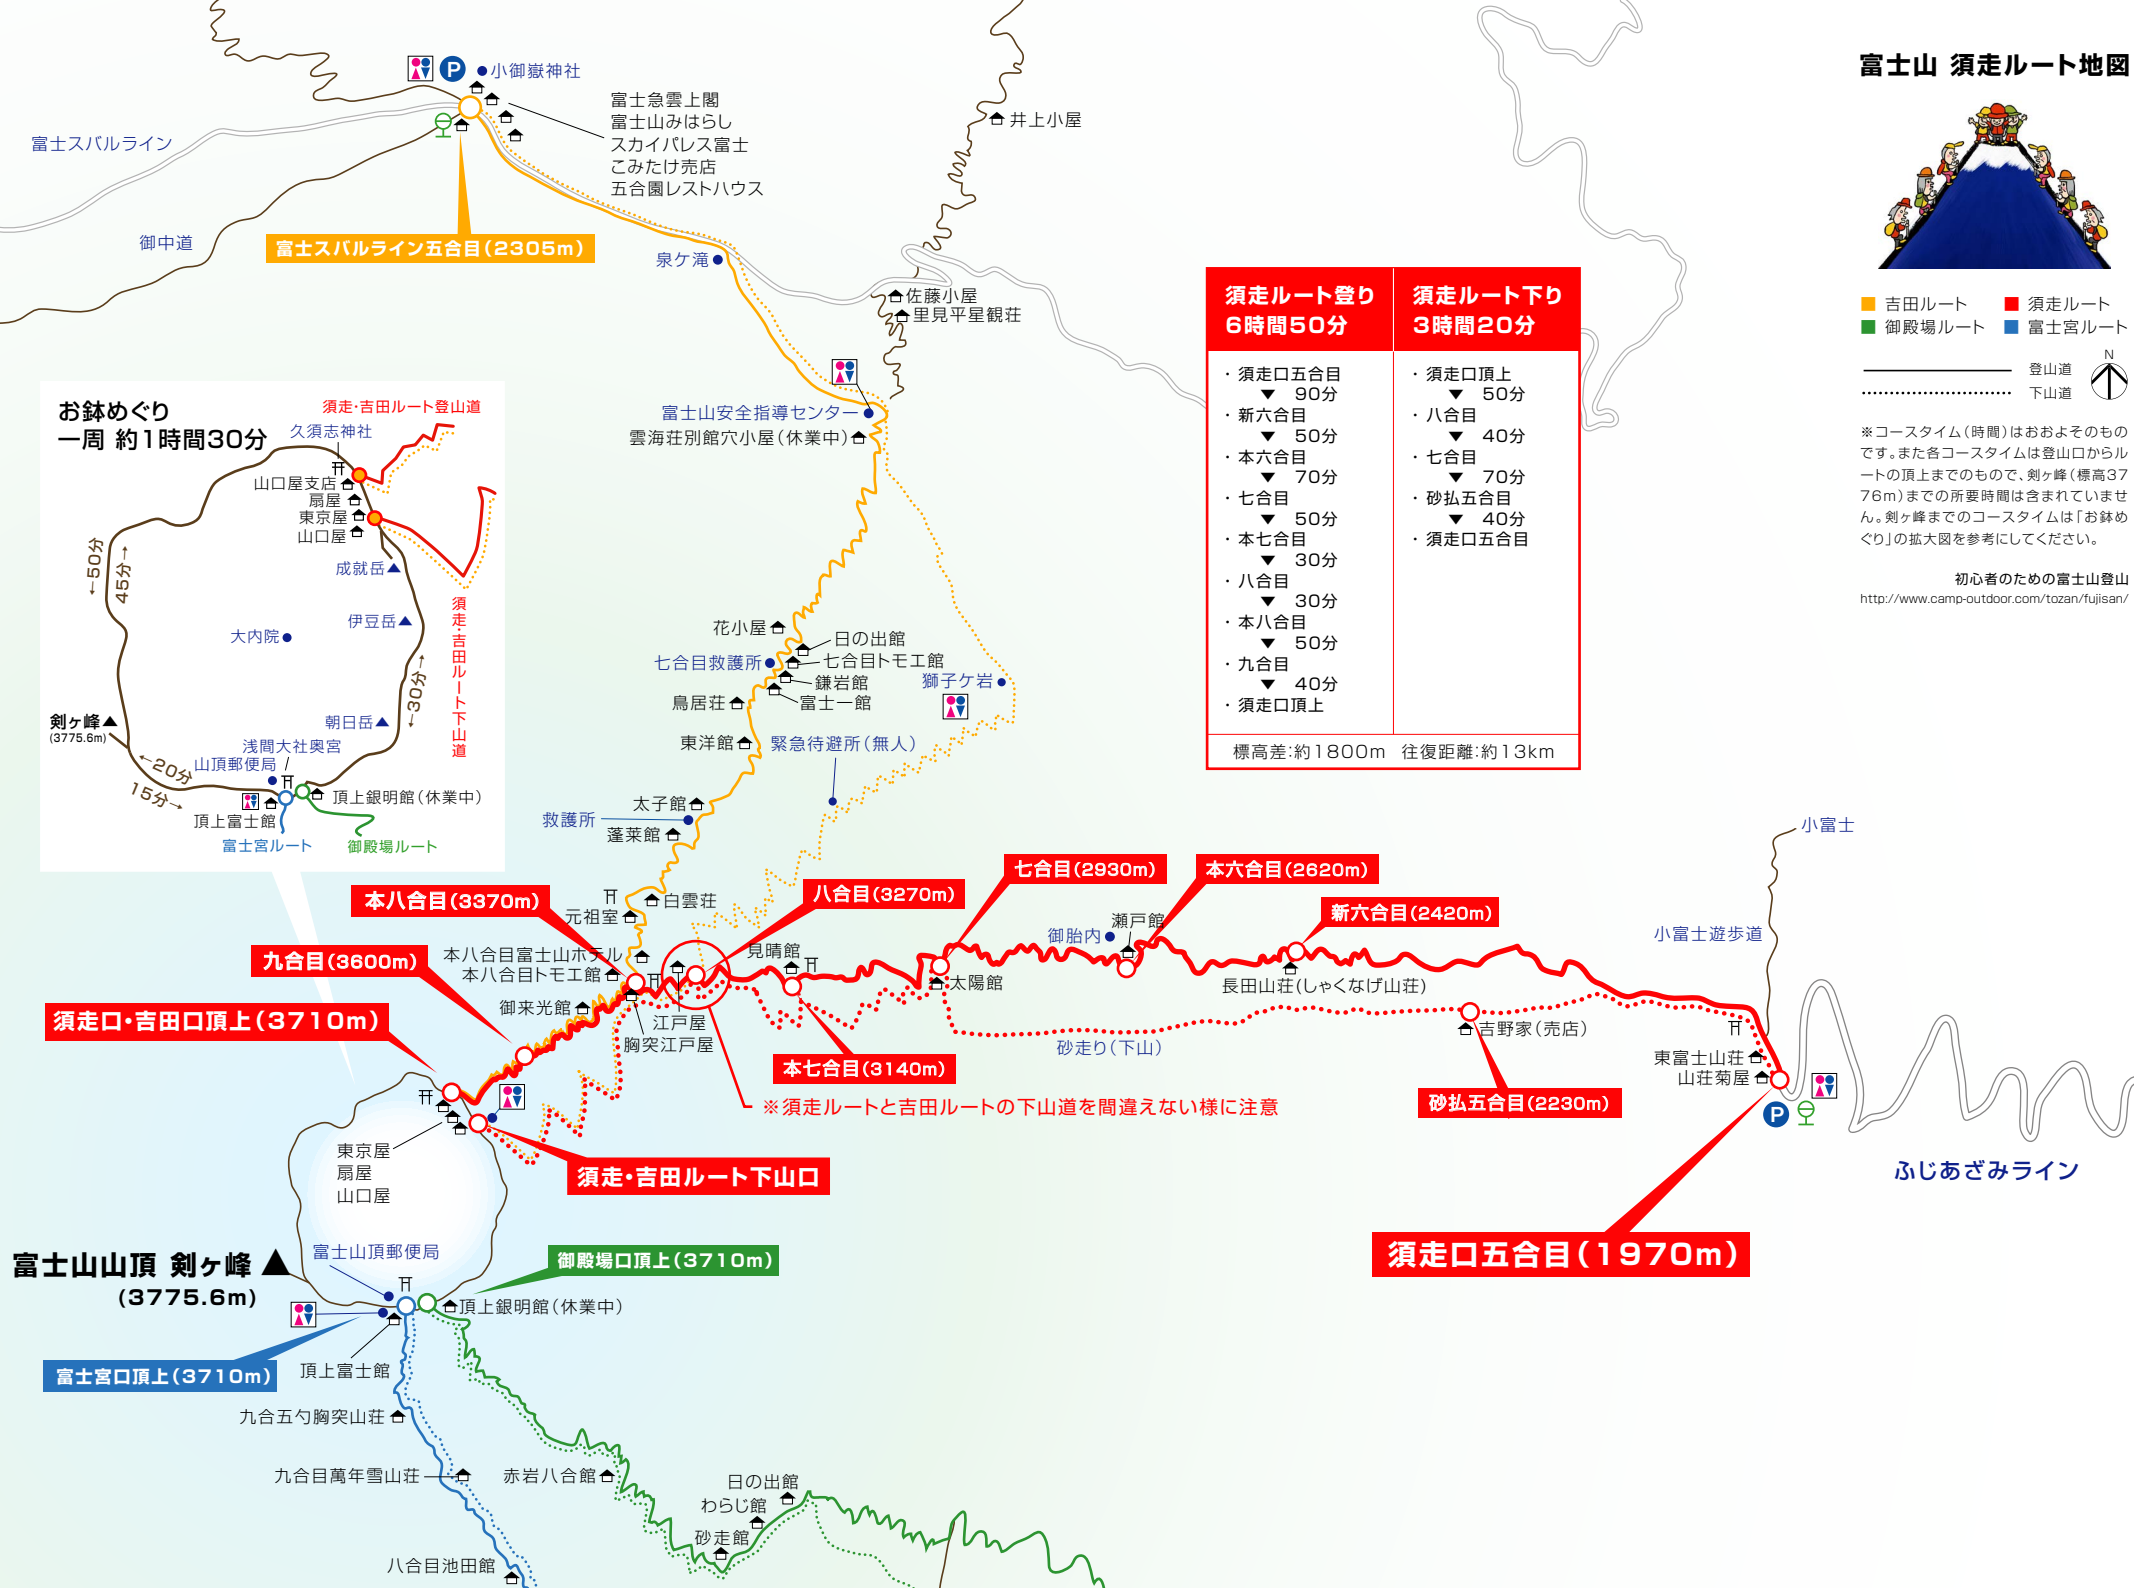 富士山 須走ルート地図
吉田ルート
須走ルート
御殿場ルート
富士宮ルート
登山道
下山道
N
※コースタイム(時間)はおおよそのもの
です。また各コースタイムは登山口からル
ートの頂上までのもので、剣ヶ峰(標高37
76m)までの所要時間は含まれていませ
ん。剣ヶ峰までのコースタイムは「お鉢め
ぐり」の拡大図を参考にしてください。
初心者のための富士山登山
http://www.camp-outdoor.com/tozan/fujisan/
P
小御嶽神社
富士急雲上閣
富士山みはらし
スカイパレス富士
こみたけ売店
五合園レストハウス
富士スバルライン
御中道
富士スバルライン五合目(2305m)
泉ケ滝
井上小屋
佐藤小屋
里見平星観荘
富士山安全指導センター
雲海荘別館穴小屋(休業中)
須走ルート登り
6時間50分
・須走口五合目
▼ 90分
・新六合目
▼ 50分
・本六合目
▼ 70分
・七合目
▼ 50分
・本七合目
▼ 30分
・八合目
▼ 30分
・本八合目
▼ 50分
・九合目
▼ 40分
・須走口頂上
須走ルート下り
3時間20分
・須走口頂上
▼ 50分
・八合目
▼ 40分
・七合目
▼ 70分
・砂払五合目
▼ 40分
・須走口五合目
標高差:約1800m 往復距離:約13km
お鉢めぐり
一周 約1時間30分
須走・吉田ルート登山道
久須志神社
山口屋支店
扇屋
東京屋
山口屋
成就岳
伊豆岳
大内院
朝日岳
←50分
45分→
←30分→
剣ヶ峰
(3775.6m)
浅間大社奥宮
山頂郵便局
←20分
15分→
頂上銀明館(休業中)
頂上富士館
富士宮ルート
御殿場ルート
須走・吉田ルート下山道
花小屋
日の出館
七合目救護所
七合目トモエ館
鎌岩館
富士一館
鳥居荘
獅子ケ岩
東洋館
緊急待避所(無人)
太子館
救護所
蓬莱館
白雲荘
元祖室
本八合目(3370m)
八合目(3270m)
七合目(2930m)
本六合目(2620m)
新六合目(2420m)
九合目(3600m)
本八合目富士山ホテル
本八合目トモエ館
見晴館
御胎内
瀬戸館
太陽館
長田山荘(しゃくなげ山荘)
小富士
小富士遊歩道
須走口・吉田口頂上(3710m)
御来光館
江戸屋
胸突江戸屋
本七合目(3140m)
砂走り(下山)
吉野家(売店)
砂払五合目(2230m)
東富士山荘
山荘菊屋
P
※須走ルートと吉田ルートの下山道を間違えない様に注意
須走・吉田ルート下山口
ふじあざみライン
須走口五合目(1970m)
東京屋
扇屋
山口屋
富士山山頂 剣ヶ峰
(3775.6m)
富士山頂郵便局
御殿場口頂上(3710m)
頂上銀明館(休業中)
富士宮口頂上(3710m)
頂上富士館
九合五勺胸突山荘
九合目萬年雪山荘
赤岩八合館
日の出館
わらじ館
砂走館
八合目池田館